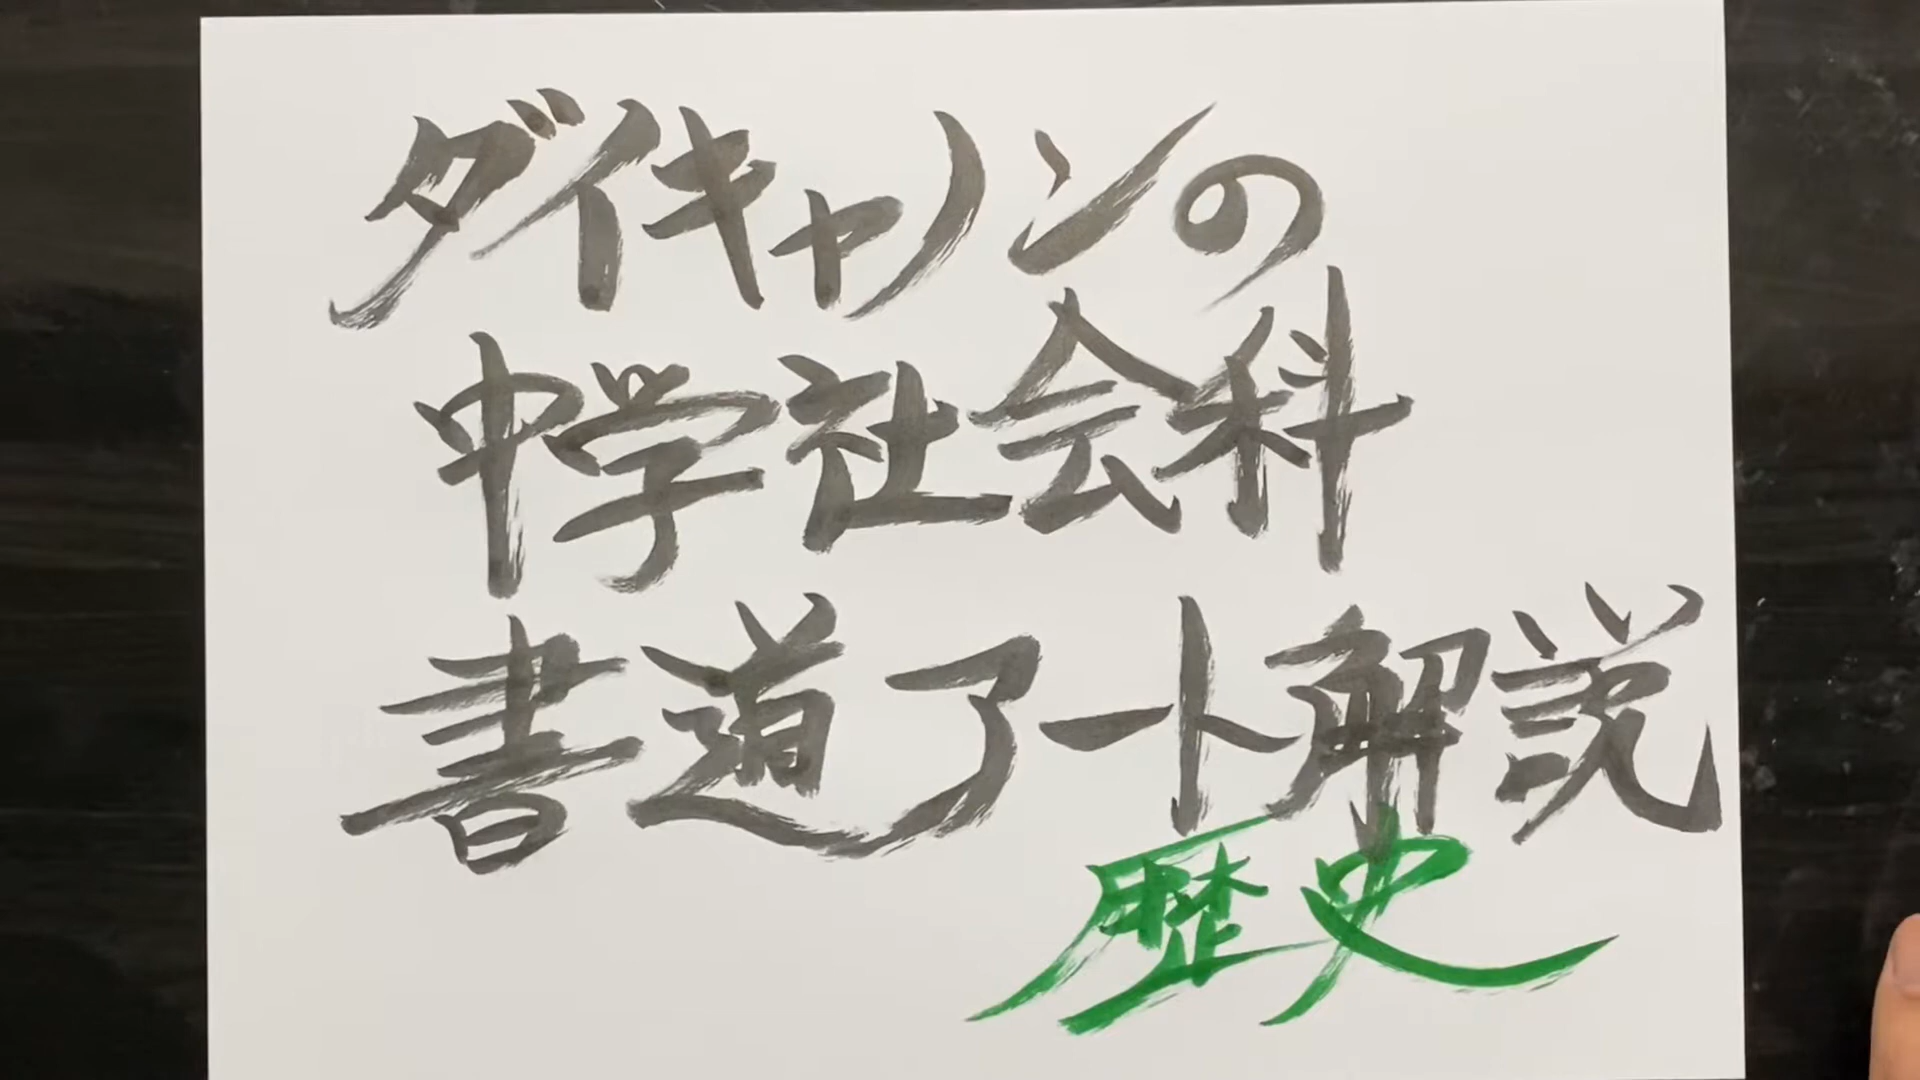 ダイキャノンの
中学社会科
書道アート解説
歴史